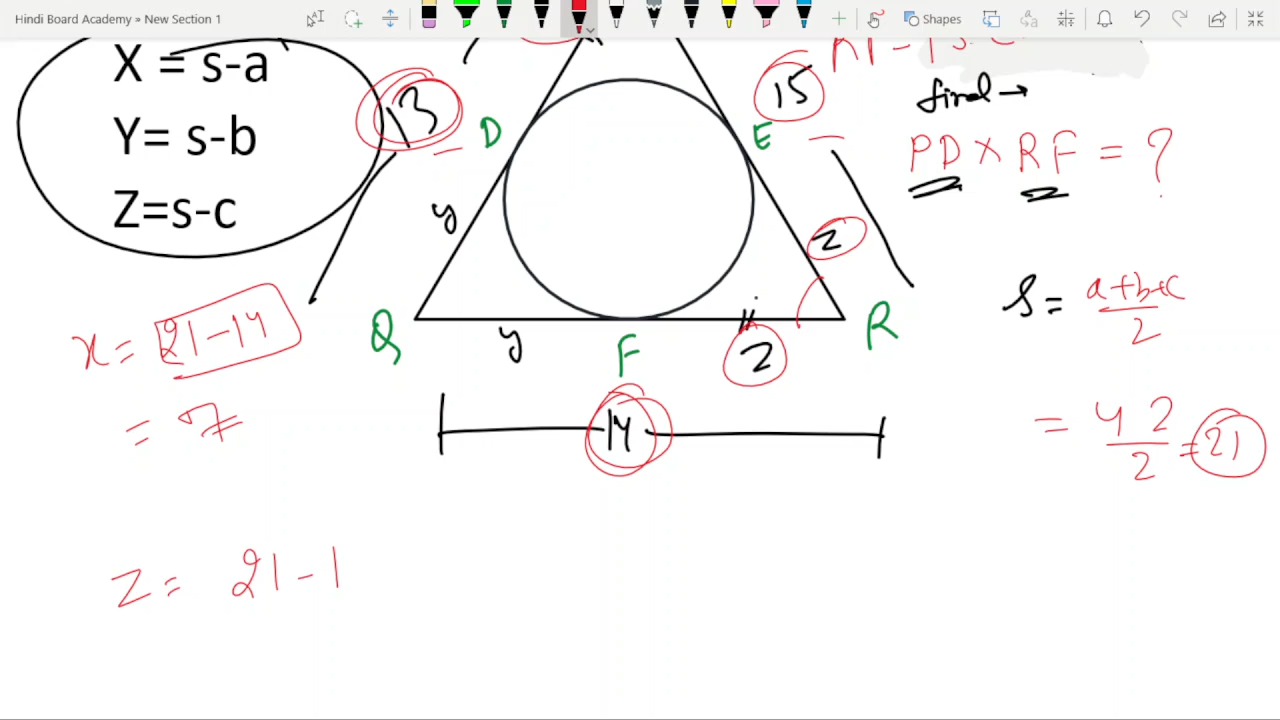 Hindi Board Academy » New Section 1
Shapes
X = s-a
Y= s-b
Z=s-c
13
15
final →
PD × RF = ?
D
E
y
z
Q
y
F
z
R
14
S = a+b+c / 2
= 42 / 2 = 21
x = 21-14
= 7
z = 21-1